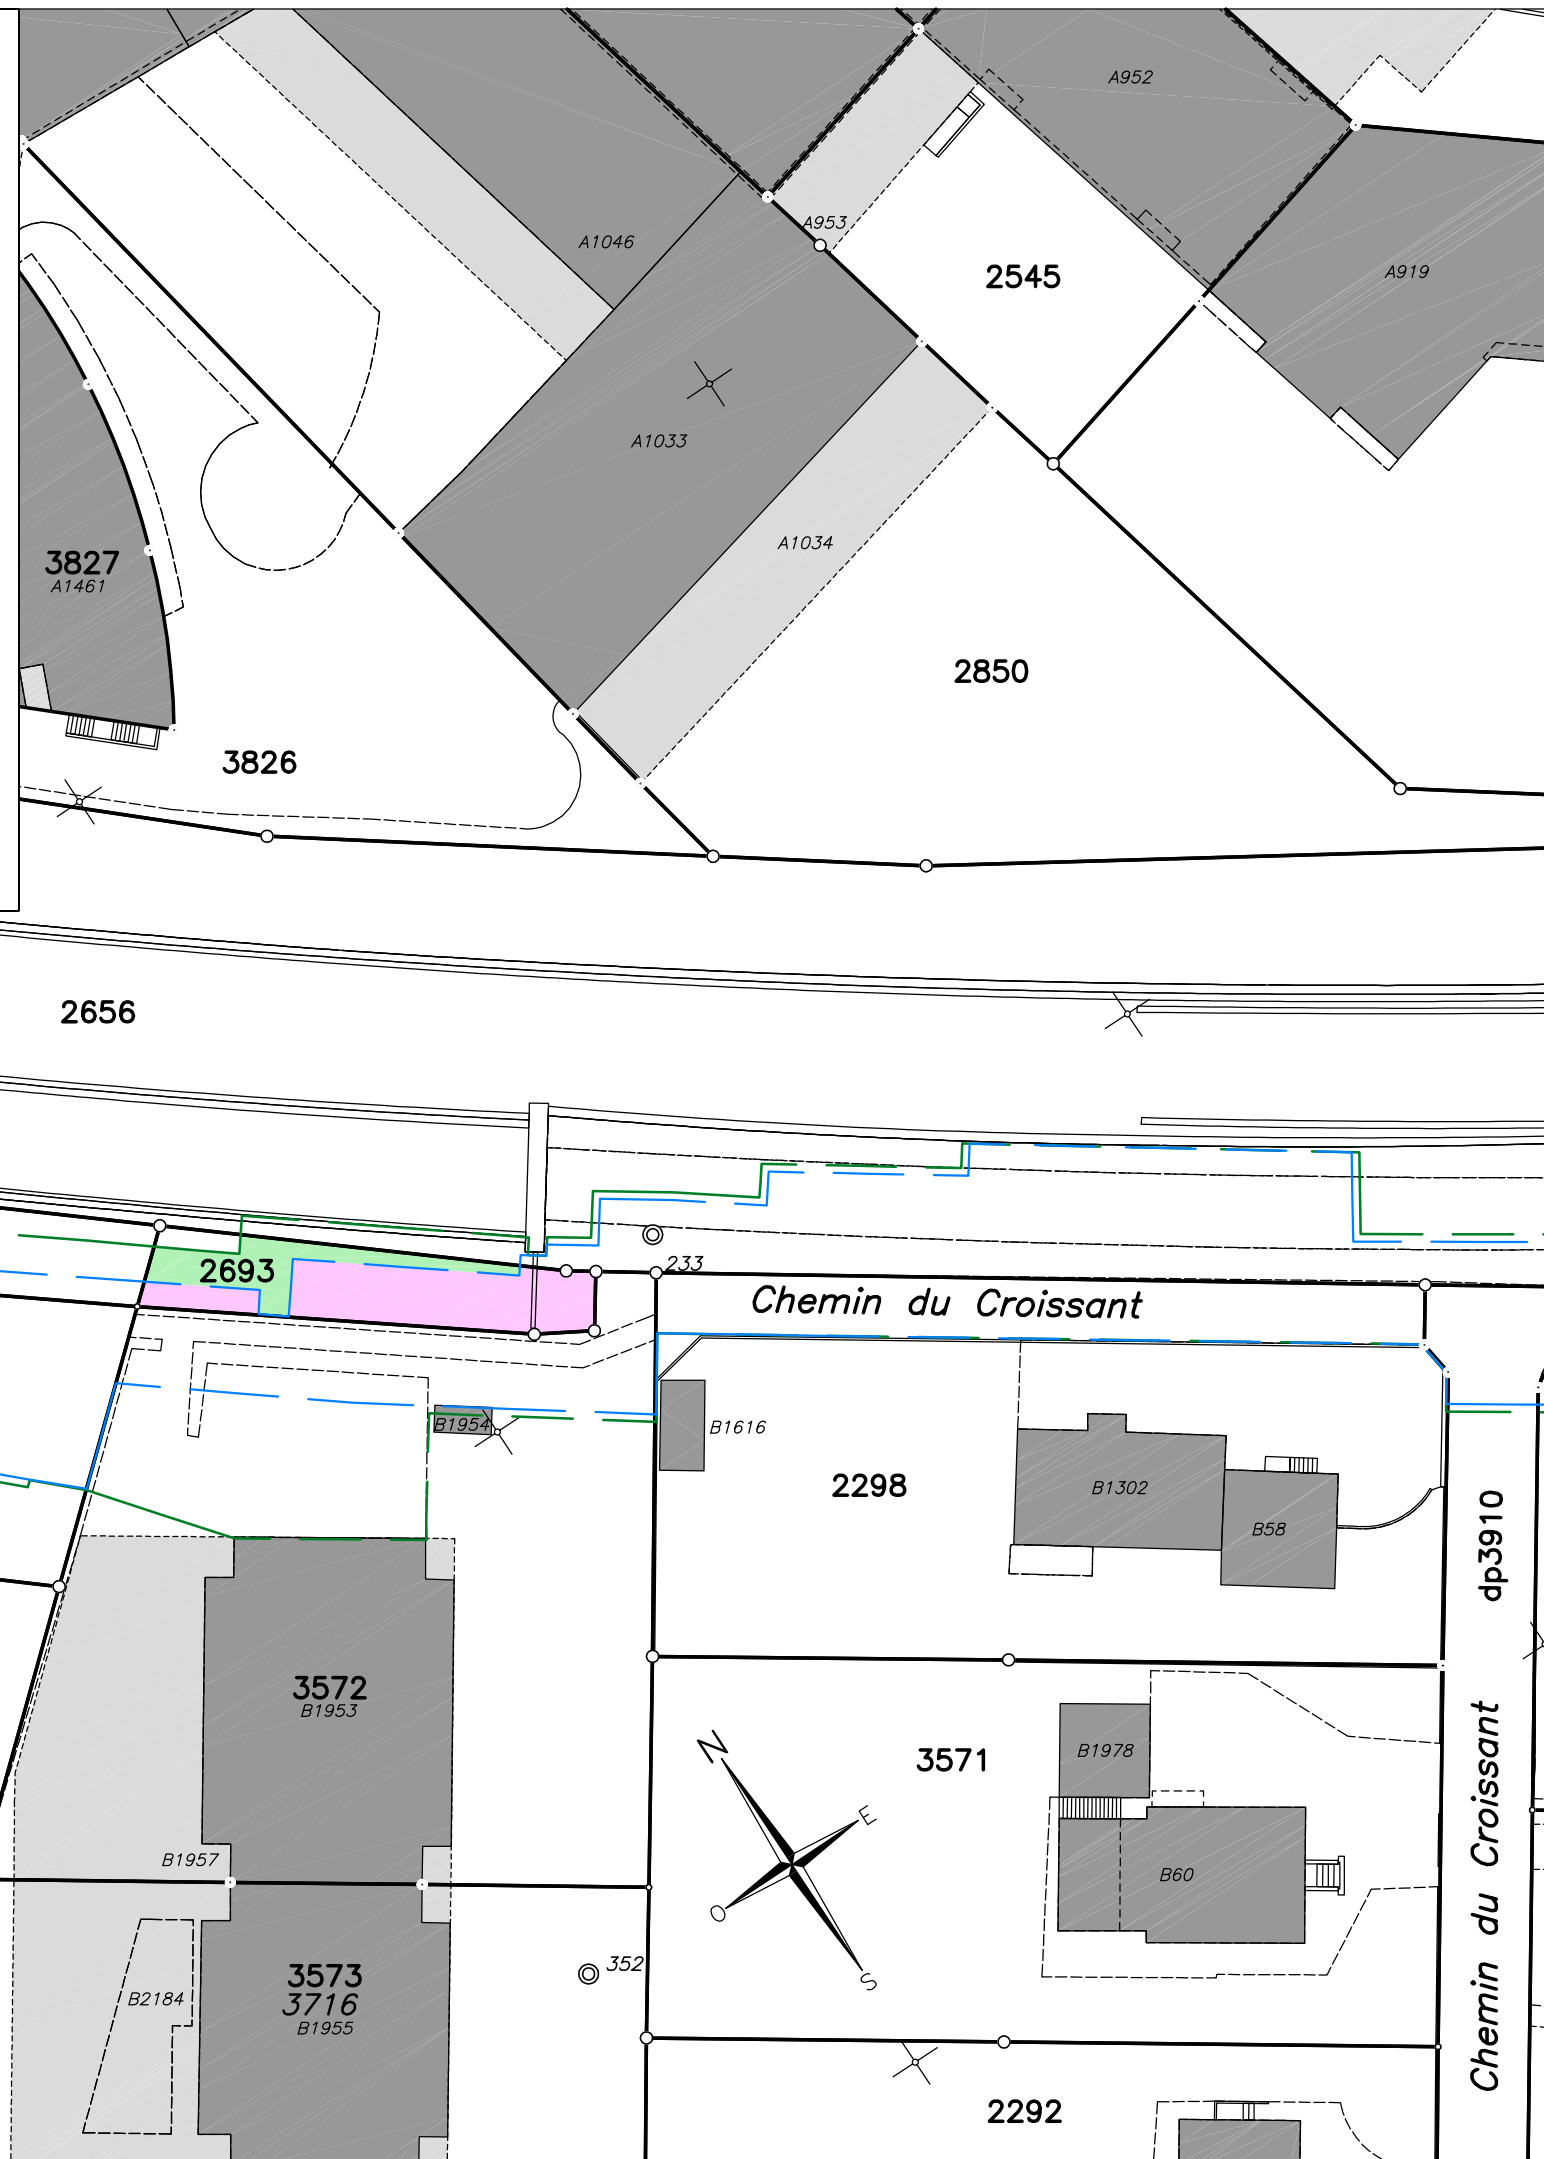 A952
A953
A1046
2545
A919
A1033
A1034
3827
A1461
2850
3826
2656
2693
233
Chemin du Croissant
B1954
B1616
2298
B1302
B58
dp3910
3572
B1953
N
3571
B1978
E
Chemin du Croissant
B1957
B60
O
352
3573
3716
B1955
B2184
S
2292